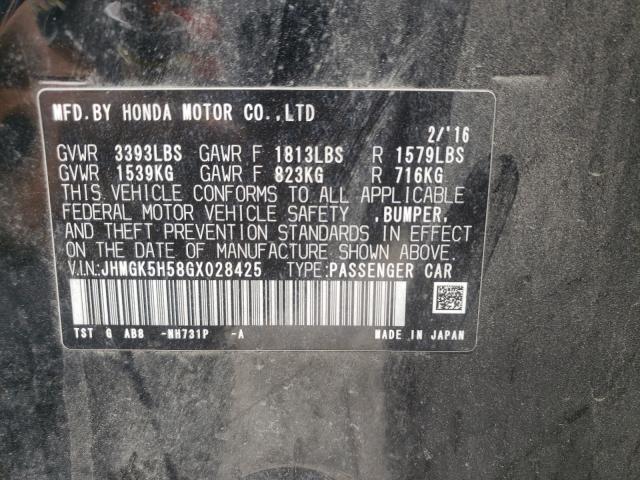 MFD.BY HONDA MOTOR CO.,LTD
2/'16
GVWR 3393LBS GAWR F 1813LBS R 1579LBS
GVWR 1539KG GAWR F 823KG R 716KG
THIS VEHICLE CONFORMS TO ALL APPLICABLE
FEDERAL MOTOR VEHICLE SAFETY ,BUMPER,
AND THEFT PREVENTION STANDARDS IN EFFECT
ON THE DATE OF MANUFACTURE SHOWN ABOVE.
V.IN:JHMGK5H58GX028425 TYPE:PASSENGER CAR
TST G AB8 -NH731P -A MADE IN JAPAN